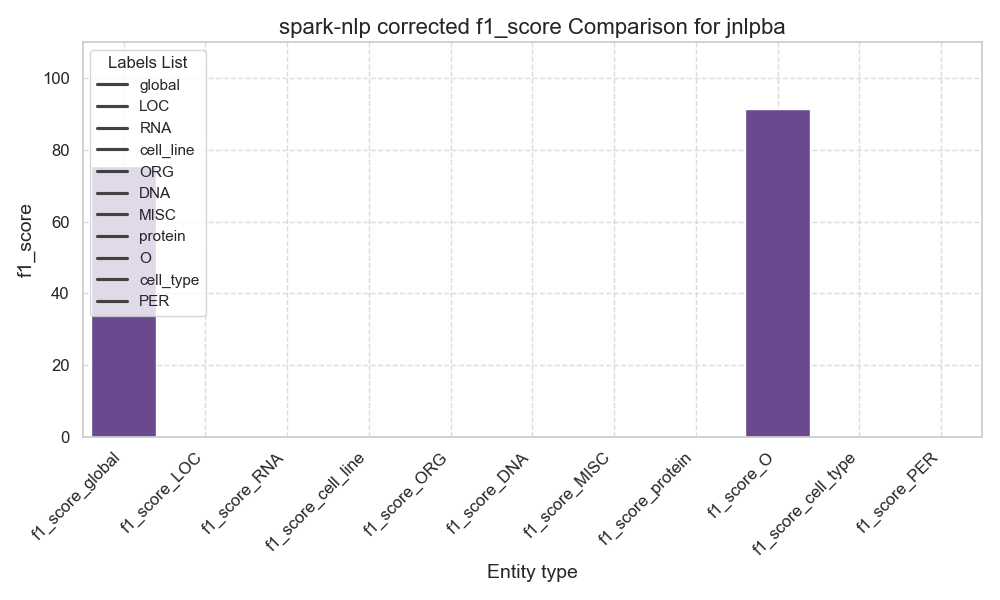 spark-nlp corrected f1_score Comparison for jnlpba
Labels List
global
LOC
RNA
cell_line
ORG
DNA
MISC
protein
O
cell_type
PER
100
80
60
40
20
0
f1_score
f1_score_global
f1_score_LOC
f1_score_RNA
f1_score_cell_line
f1_score_ORG
f1_score_DNA
f1_score_MISC
f1_score_protein
f1_score_O
f1_score_cell_type
f1_score_PER
Entity type